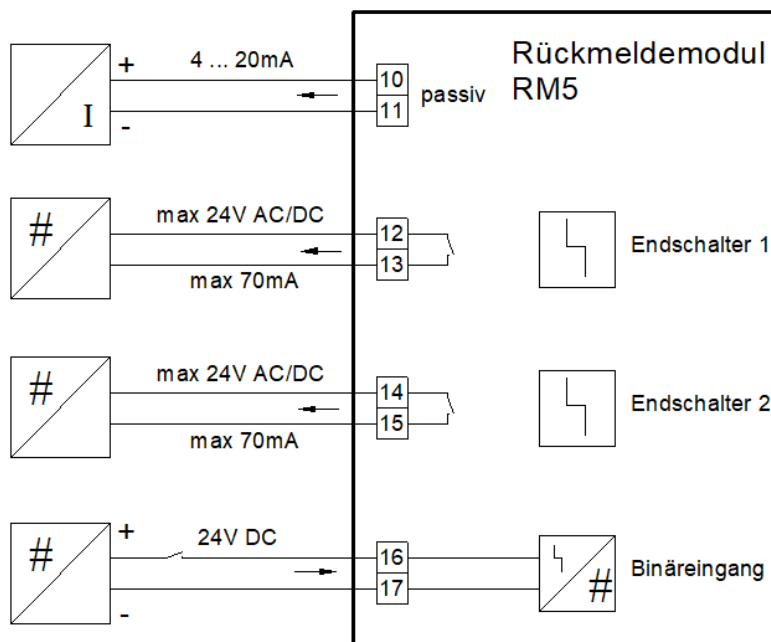 Rückmeldemodul
RM5
+
4 ... 20mA
10
passiv
I
11
-
#
max 24V AC/DC
12
13
max 70mA
Endschalter 1
#
max 24V AC/DC
14
15
max 70mA
Endschalter 2
+
#
24V DC
16
17
-
#
Binäreingang